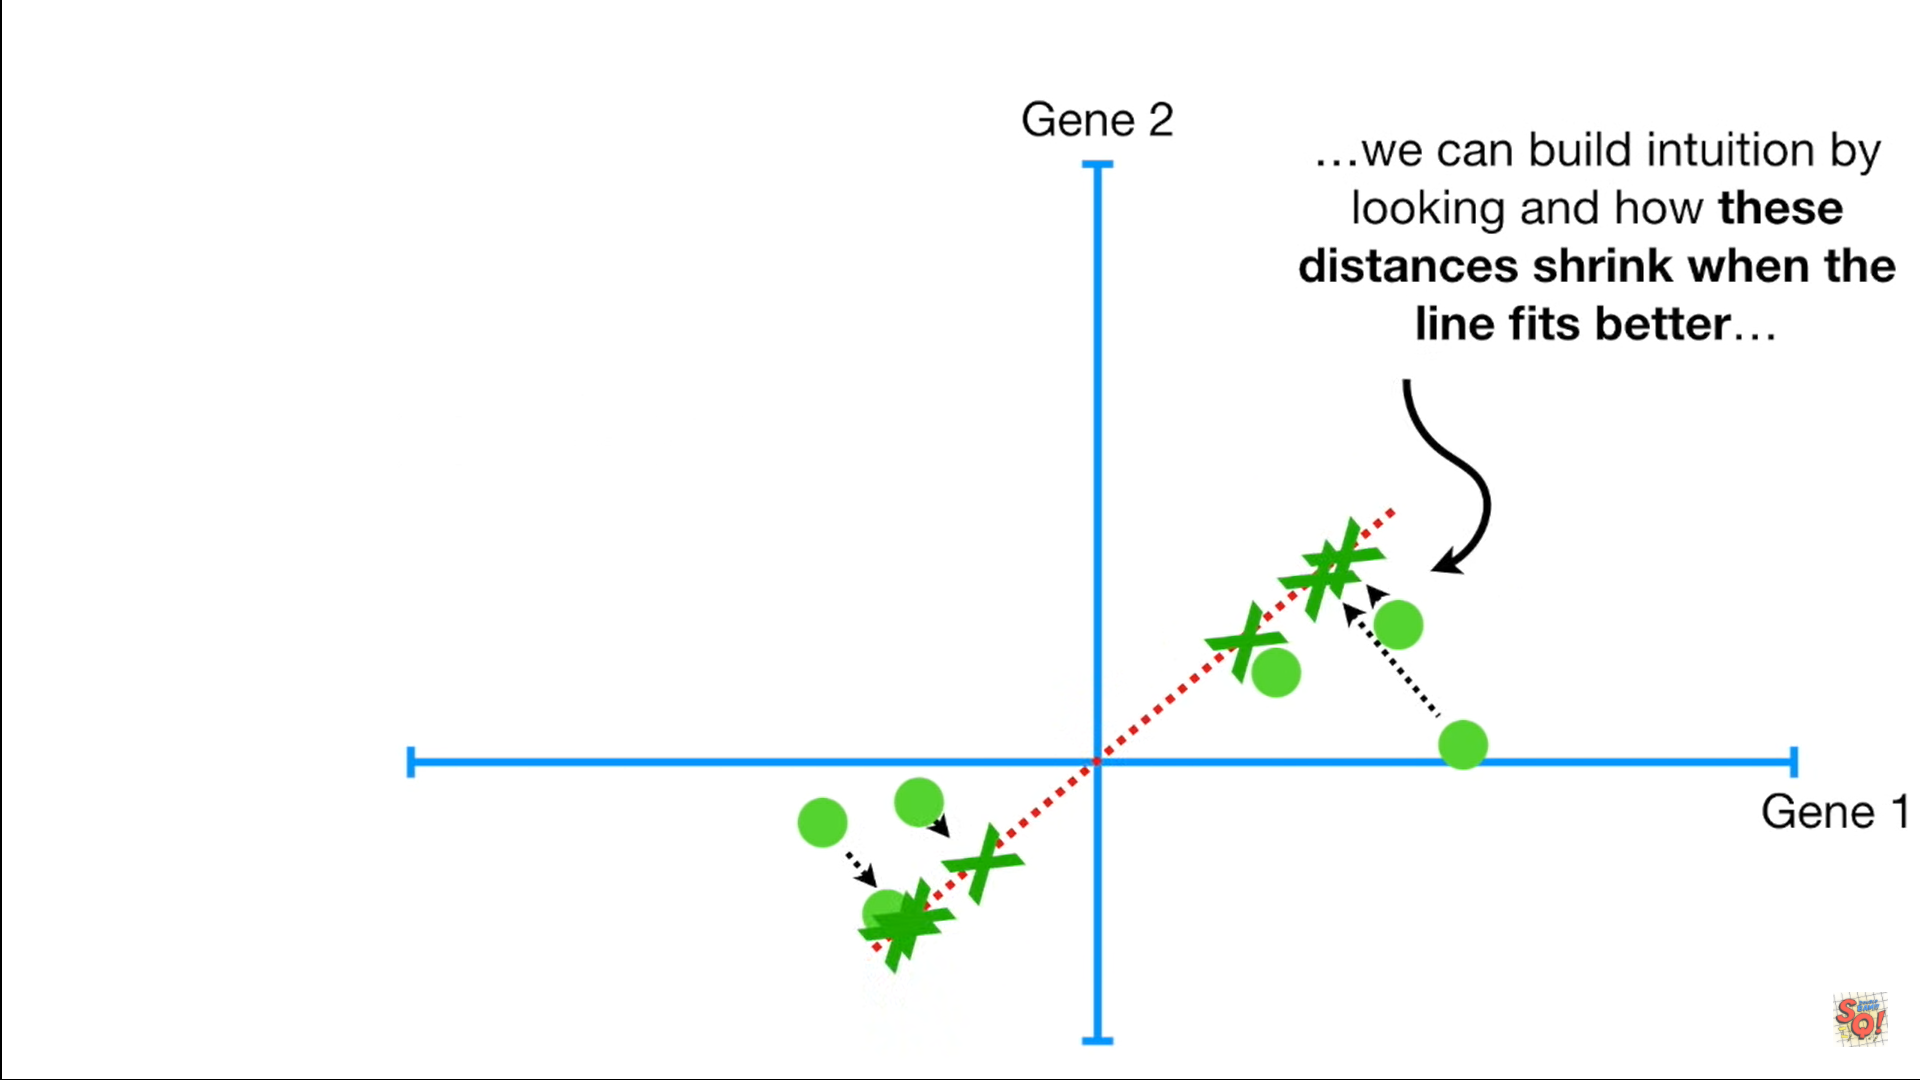 Gene 2
…we can build intuition by
looking and how these
distances shrink when the
line fits better…
Gene 1
SQ!